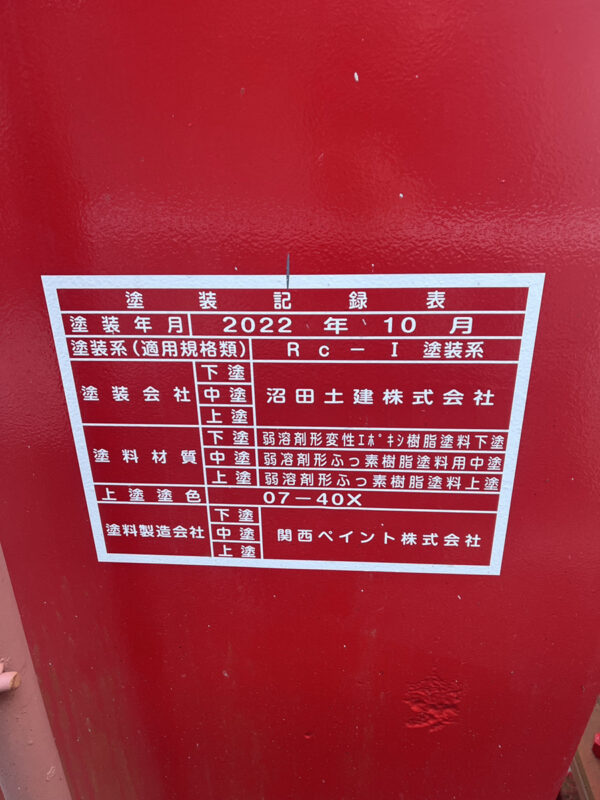 塗装記録表
塗装年月 2022 年 10 月
塗装系(適用規格類) Rc-I 塗装系
塗装会社 下塗 中塗 上塗 沼田土建株式会社
塗料材質 下塗 弱溶剤形変性エポキシ樹脂塗料下塗
中塗 弱溶剤形ふっ素樹脂塗料用中塗
上塗 弱溶剤形ふっ素樹脂塗料上塗
上塗塗色 07-40X
塗料製造会社 下塗 中塗 上塗 関西ペイント株式会社